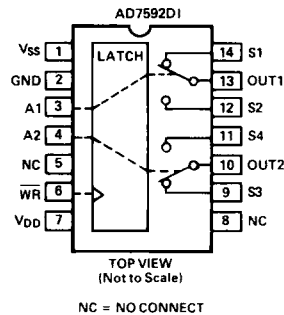 AD7592DI
VSS 1 LATCH 14 S1
GND 2 13 OUT1
A1 3 12 S2
A2 4 11 S4
NC 5 10 OUT2
WR 6 9 S3
VDD 7 8 NC
TOP VIEW
(Not to Scale)
NC = NO CONNECT